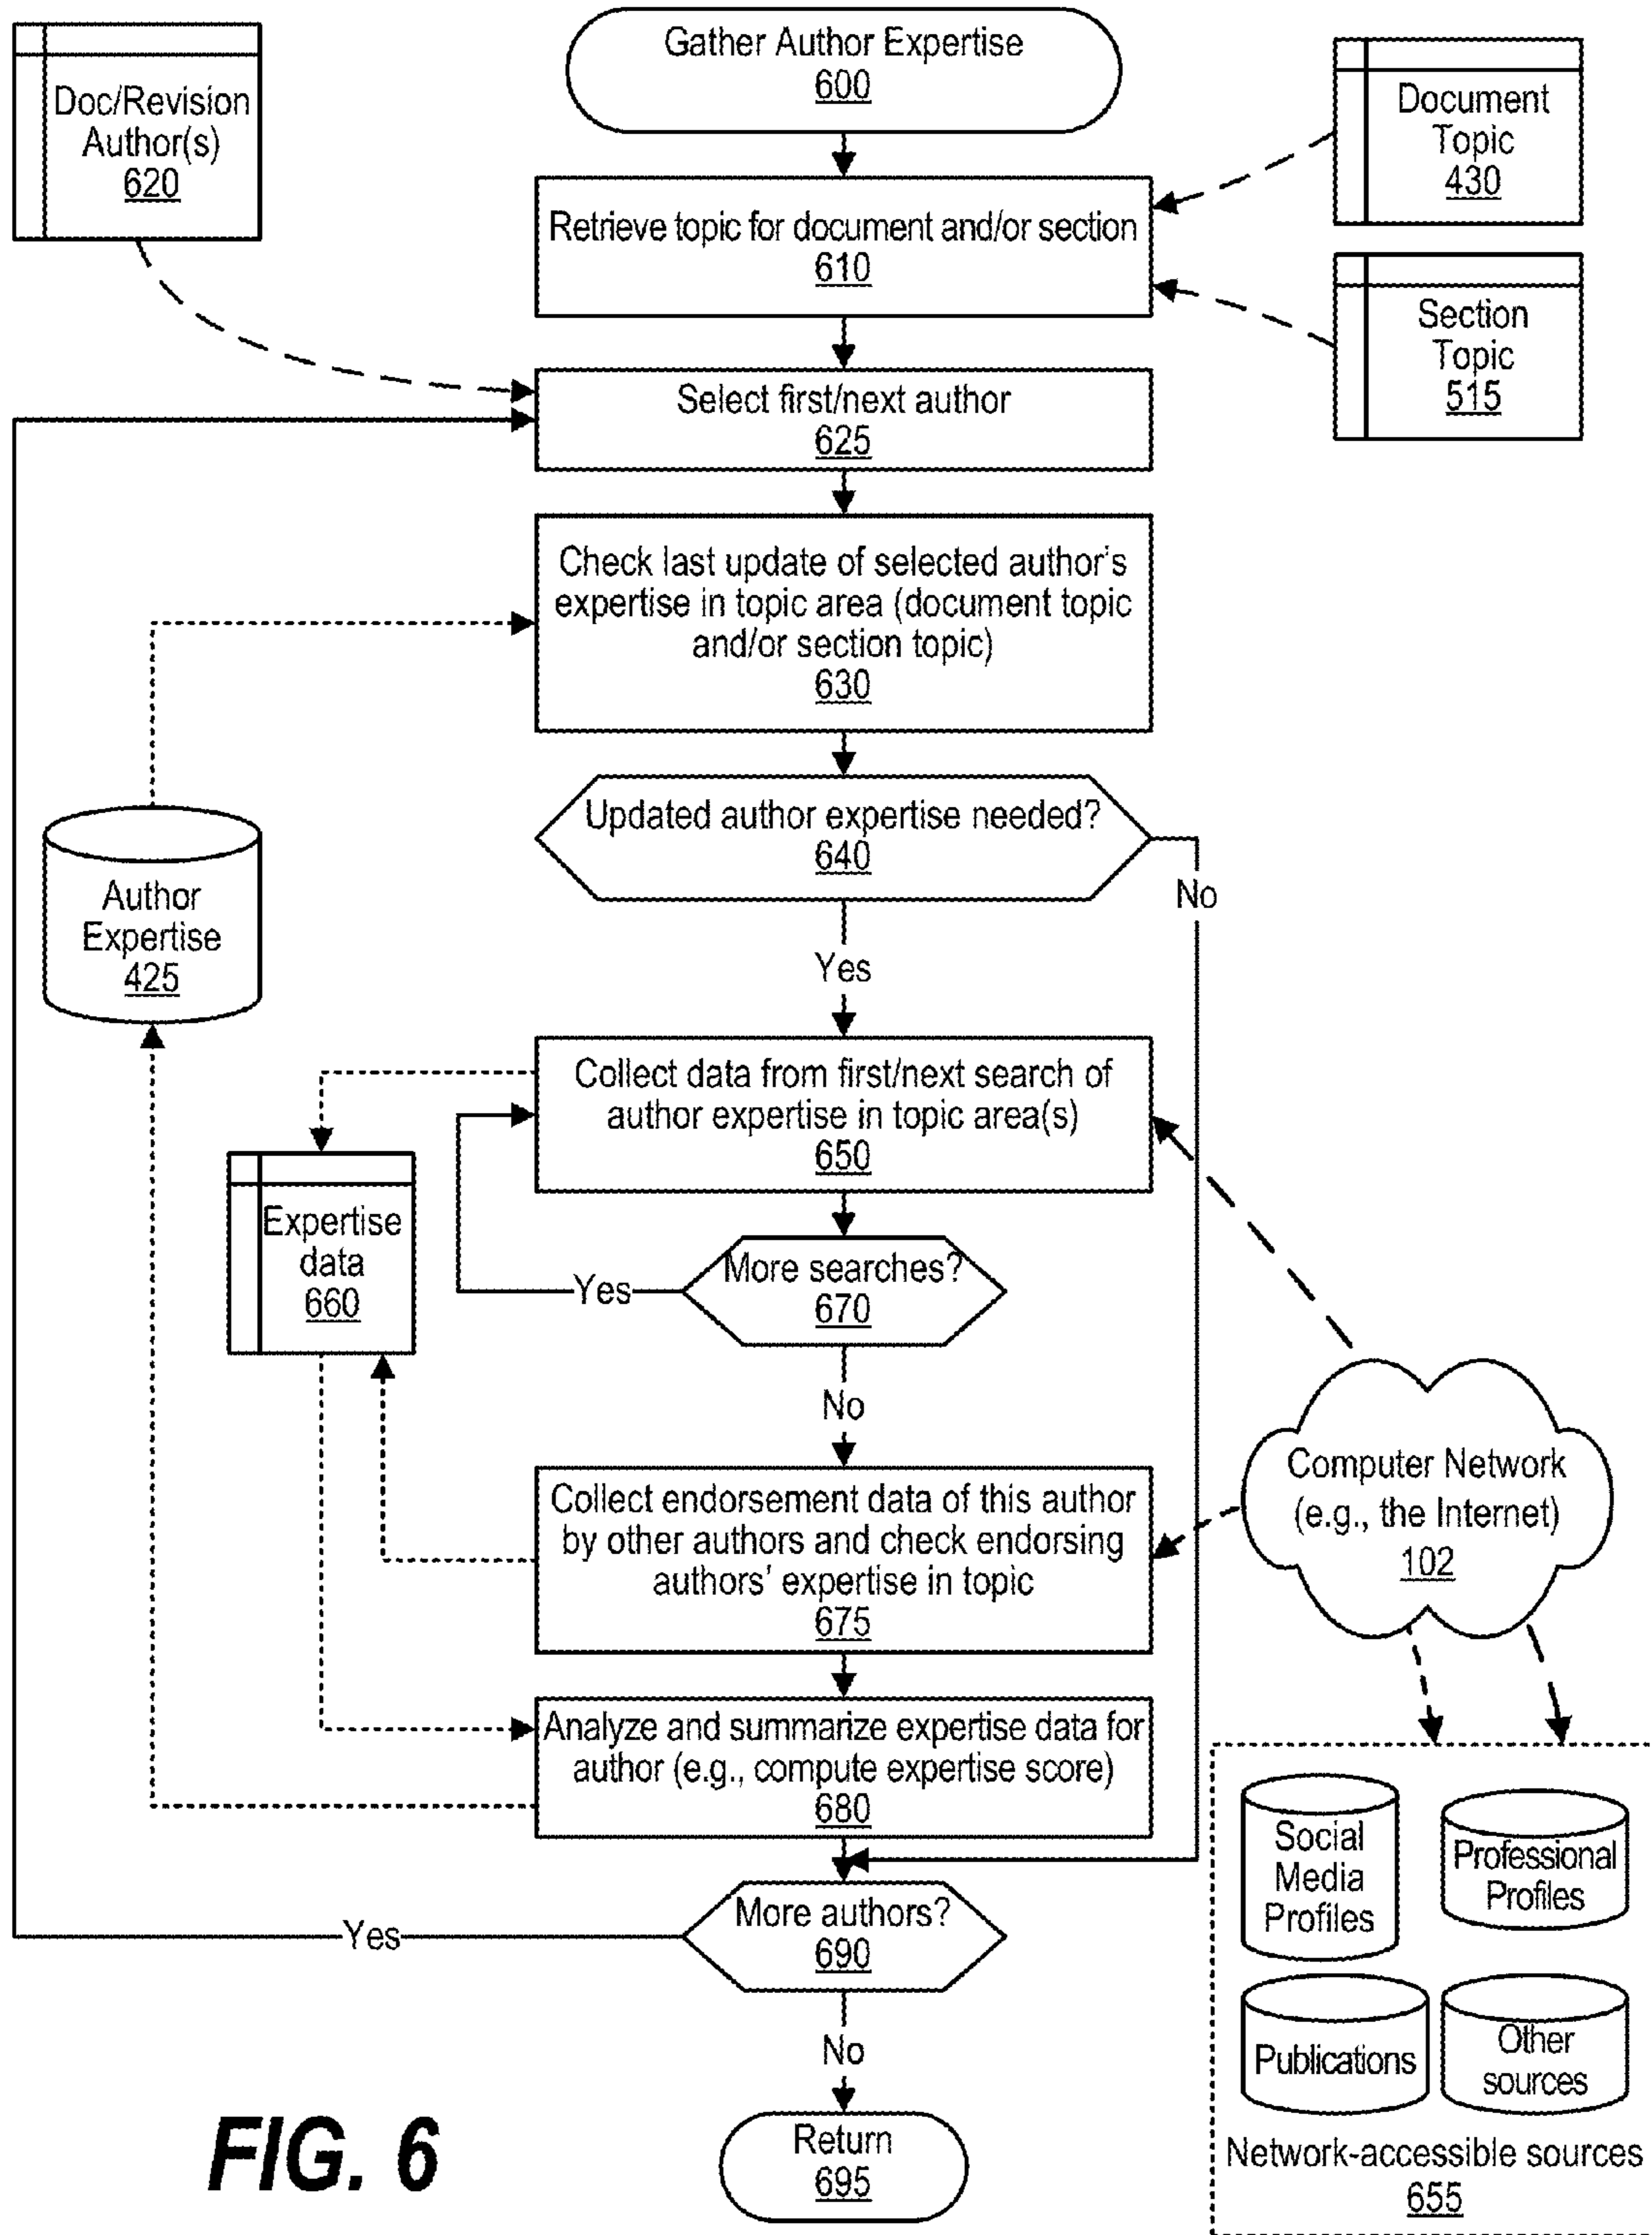 Gather Author Expertise
600
Doc/Revision
Author(s)
620
Document
Topic
430
Retrieve topic for document and/or section
610
Section
Topic
515
Select first/next author
625
Check last update of selected author's
expertise in topic area (document topic
and/or section topic)
630
Updated author expertise needed?
640
No
Author
Expertise
425
Yes
Collect data from first/next search of
author expertise in topic area(s)
650
Expertise
data
660
More searches?
670
Yes
No
Computer Network
(e.g., the Internet)
102
Collect endorsement data of this author
by other authors and check endorsing
authors' expertise in topic
675
Analyze and summarize expertise data for
author (e.g., compute expertise score)
680
Social
Media
Profiles
Professional
Profiles
More authors?
690
Yes
No
Publications
Other
sources
Return
695
Network-accessible sources
655
FIG. 6